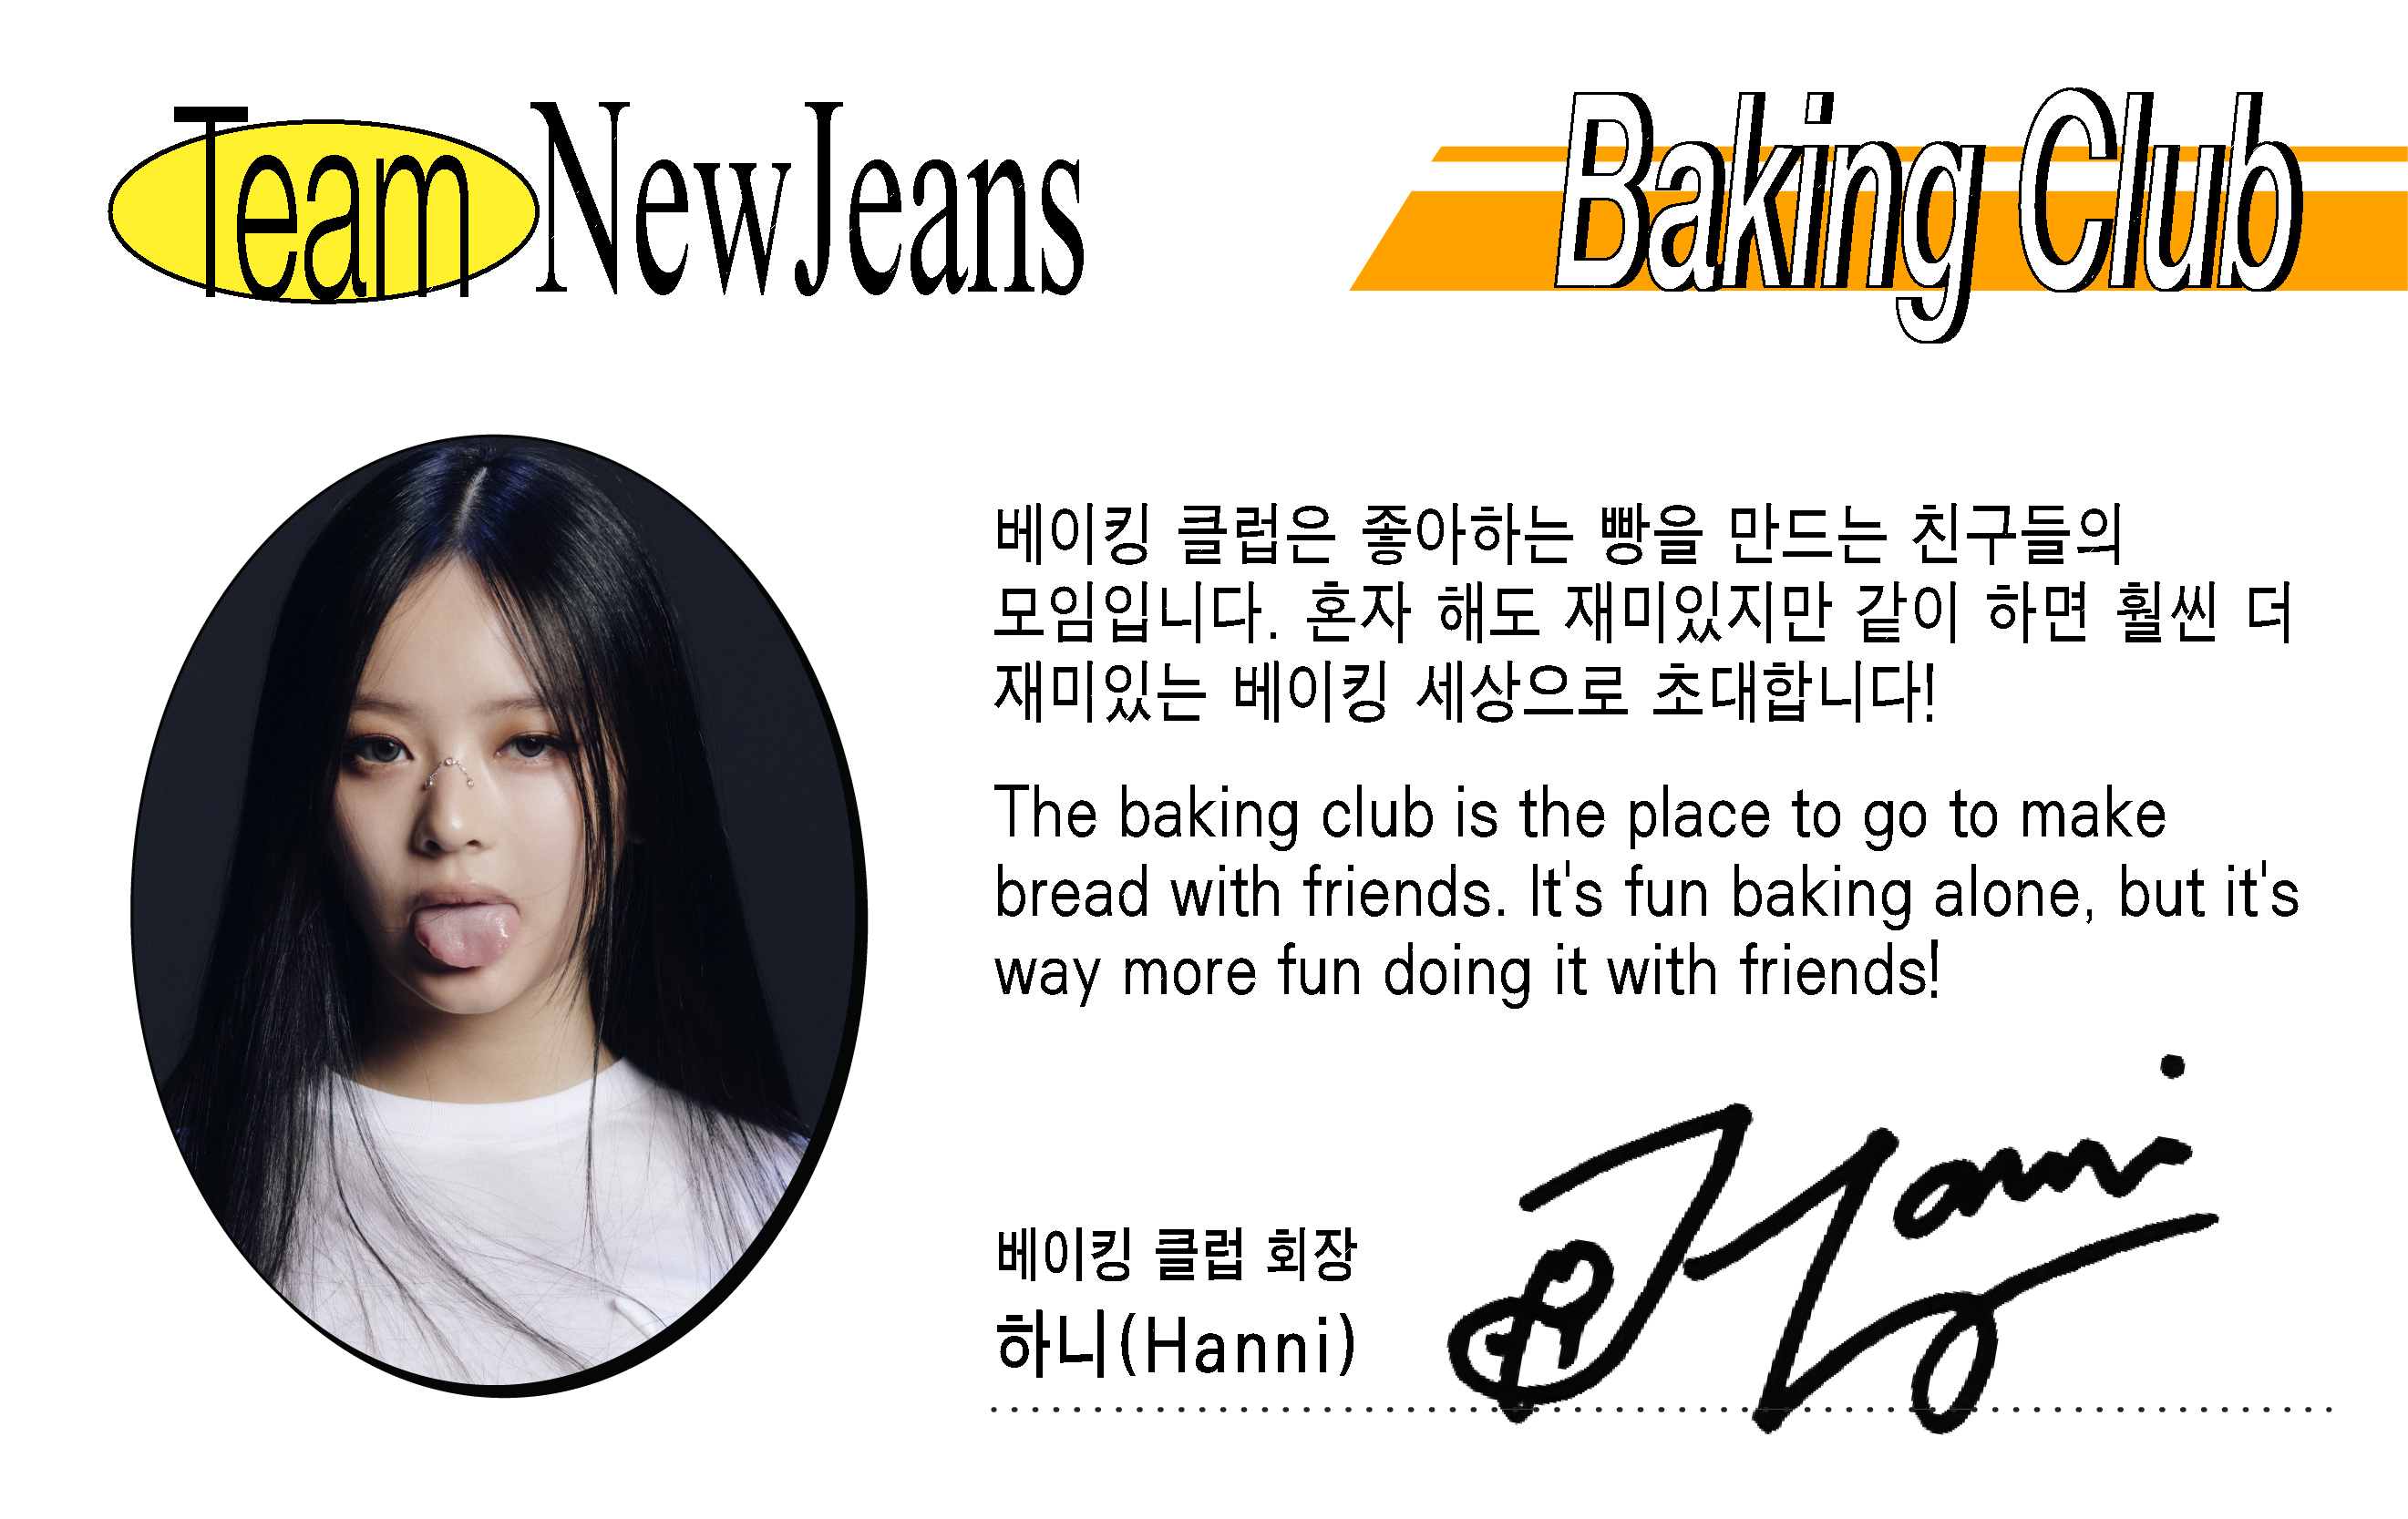 Team NewJeans
Baking Club
베이킹 클럽은 좋아하는 빵을 만드는 친구들의
모임입니다. 혼자 해도 재미있지만 같이 하면 훨씬 더
재미있는 베이킹 세상으로 초대합니다!
The baking club is the place to go to make
bread with friends. It's fun baking alone, but it's
way more fun doing it with friends!
베이킹 클럽 회장
하니(Hanni)
Hanni